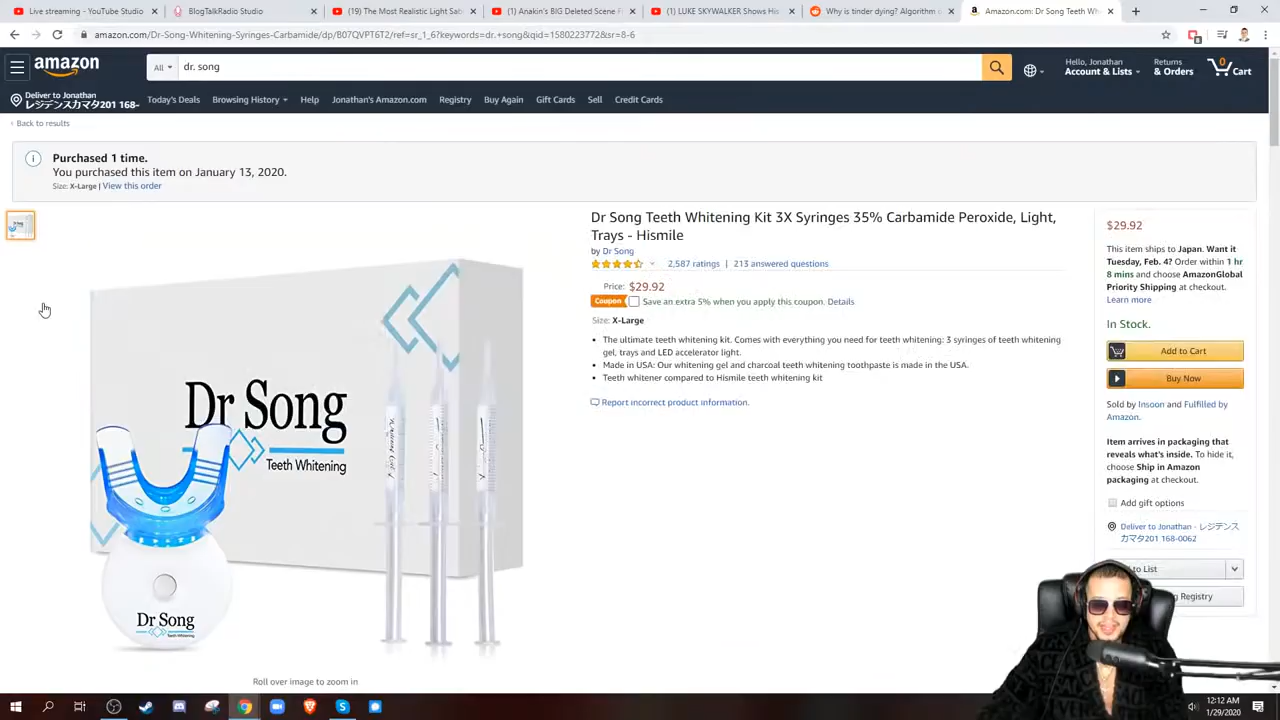 Live streaming - YouTube Studio
BlogTalkRadio Studio
(19) The Most Realistic Light Sab
(1) Anakin's BIG Deleted Scene F
(1) LUKE SKYWALKER Shows His
Why is tinder dying? Algorithm o
Amazon.com: Dr Song Teeth Wh
amazon.com/Dr-Song-Whitening-Syringes-Carbamide/dp/B07QVPT6T2/ref=sr_1_6?keywords=dr.+song&qid=1580223772&sr=8-6
amazon
All
dr. song
Hello, Jonathan
Account & Lists
Returns
& Orders
0
Cart
Deliver to Jonathan
レジデンスカマタ201 168-
Today's Deals
Browsing History
Help
Jonathan's Amazon.com
Registry
Buy Again
Gift Cards
Sell
Credit Cards
‹ Back to results
Purchased 1 time.
You purchased this item on January 13, 2020.
Size: X-Large | View this order
Dr Song Teeth Whitening Kit 3X Syringes 35% Carbamide Peroxide, Light,
Trays - Hismile
by Dr Song
2,587 ratings | 213 answered questions
Price: $29.92
Coupon Save an extra 5% when you apply this coupon. Details
Size: X-Large
• The ultimate teeth whitening kit. Comes with everything you need for teeth whitening: 3 syringes of teeth whitening
gel, trays and LED accelerator light.
• Made in USA: Our whitening gel and charcoal teeth whitening toothpaste is made in the USA.
• Teeth whitener compared to Hismile teeth whitening kit
Report incorrect product information.
Dr Song
Teeth Whitening
Dr Song
Teeth Whitening
Roll over image to zoom in
$29.92
This item ships to Japan. Want it
Tuesday, Feb. 4? Order within 1 hr
8 mins and choose AmazonGlobal
Priority Shipping at checkout.
Learn more
In Stock.
Add to Cart
Buy Now
Sold by Insoon and Fulfilled by
Amazon.
Item arrives in packaging that
reveals what's inside. To hide it,
choose Ship in Amazon
packaging at checkout.
Add gift options
Deliver to Jonathan - レジデンス
カマタ201 168-0062
to List
Registry
12:12 AM
1/29/2020